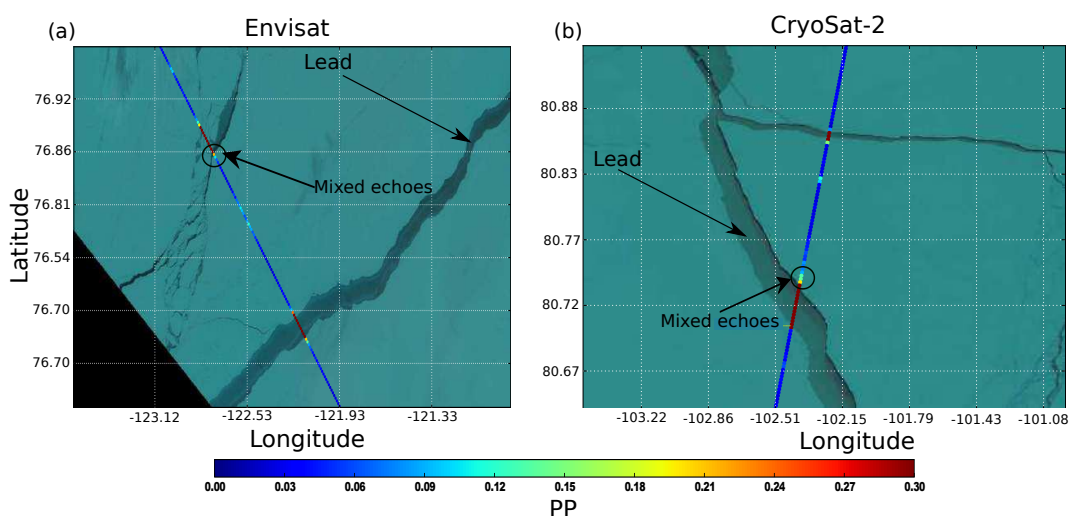 (a)
Envisat
Lead
Mixed echoes
76.92
76.86
76.81
76.54
76.70
76.70
Latitude
-123.12
-122.53
-121.93
-121.33
Longitude
(b)
CryoSat-2
Lead
Mixed echoes
80.88
80.83
80.77
80.72
80.67
-103.22
-102.86
-102.51
-102.15
-101.79
-101.43
-101.08
Longitude
0.00
0.03
0.06
0.09
0.12
0.15
0.18
0.21
0.24
0.27
0.30
PP